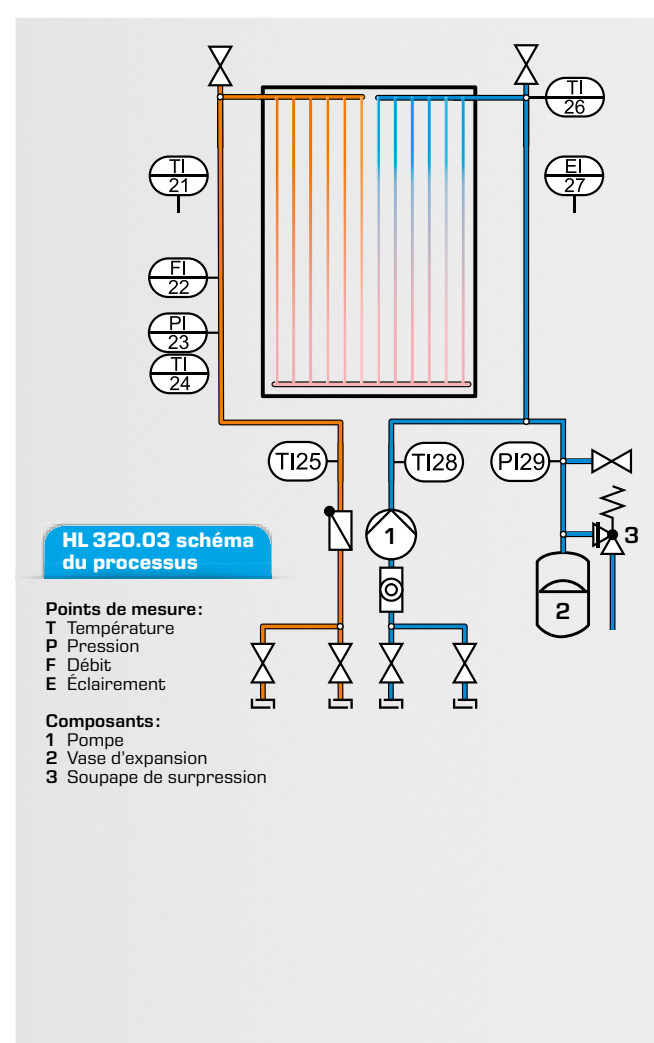 TI
26
TI
21
EI
27
FI
22
PI
23
TI
24
TI25
TI28
PI29
1
3
2
HL 320.03 schéma
du processus
Points de mesure:
T Température
P Pression
F Débit
E Éclairement
Composants:
1 Pompe
2 Vase d'expansion
3 Soupape de surpression